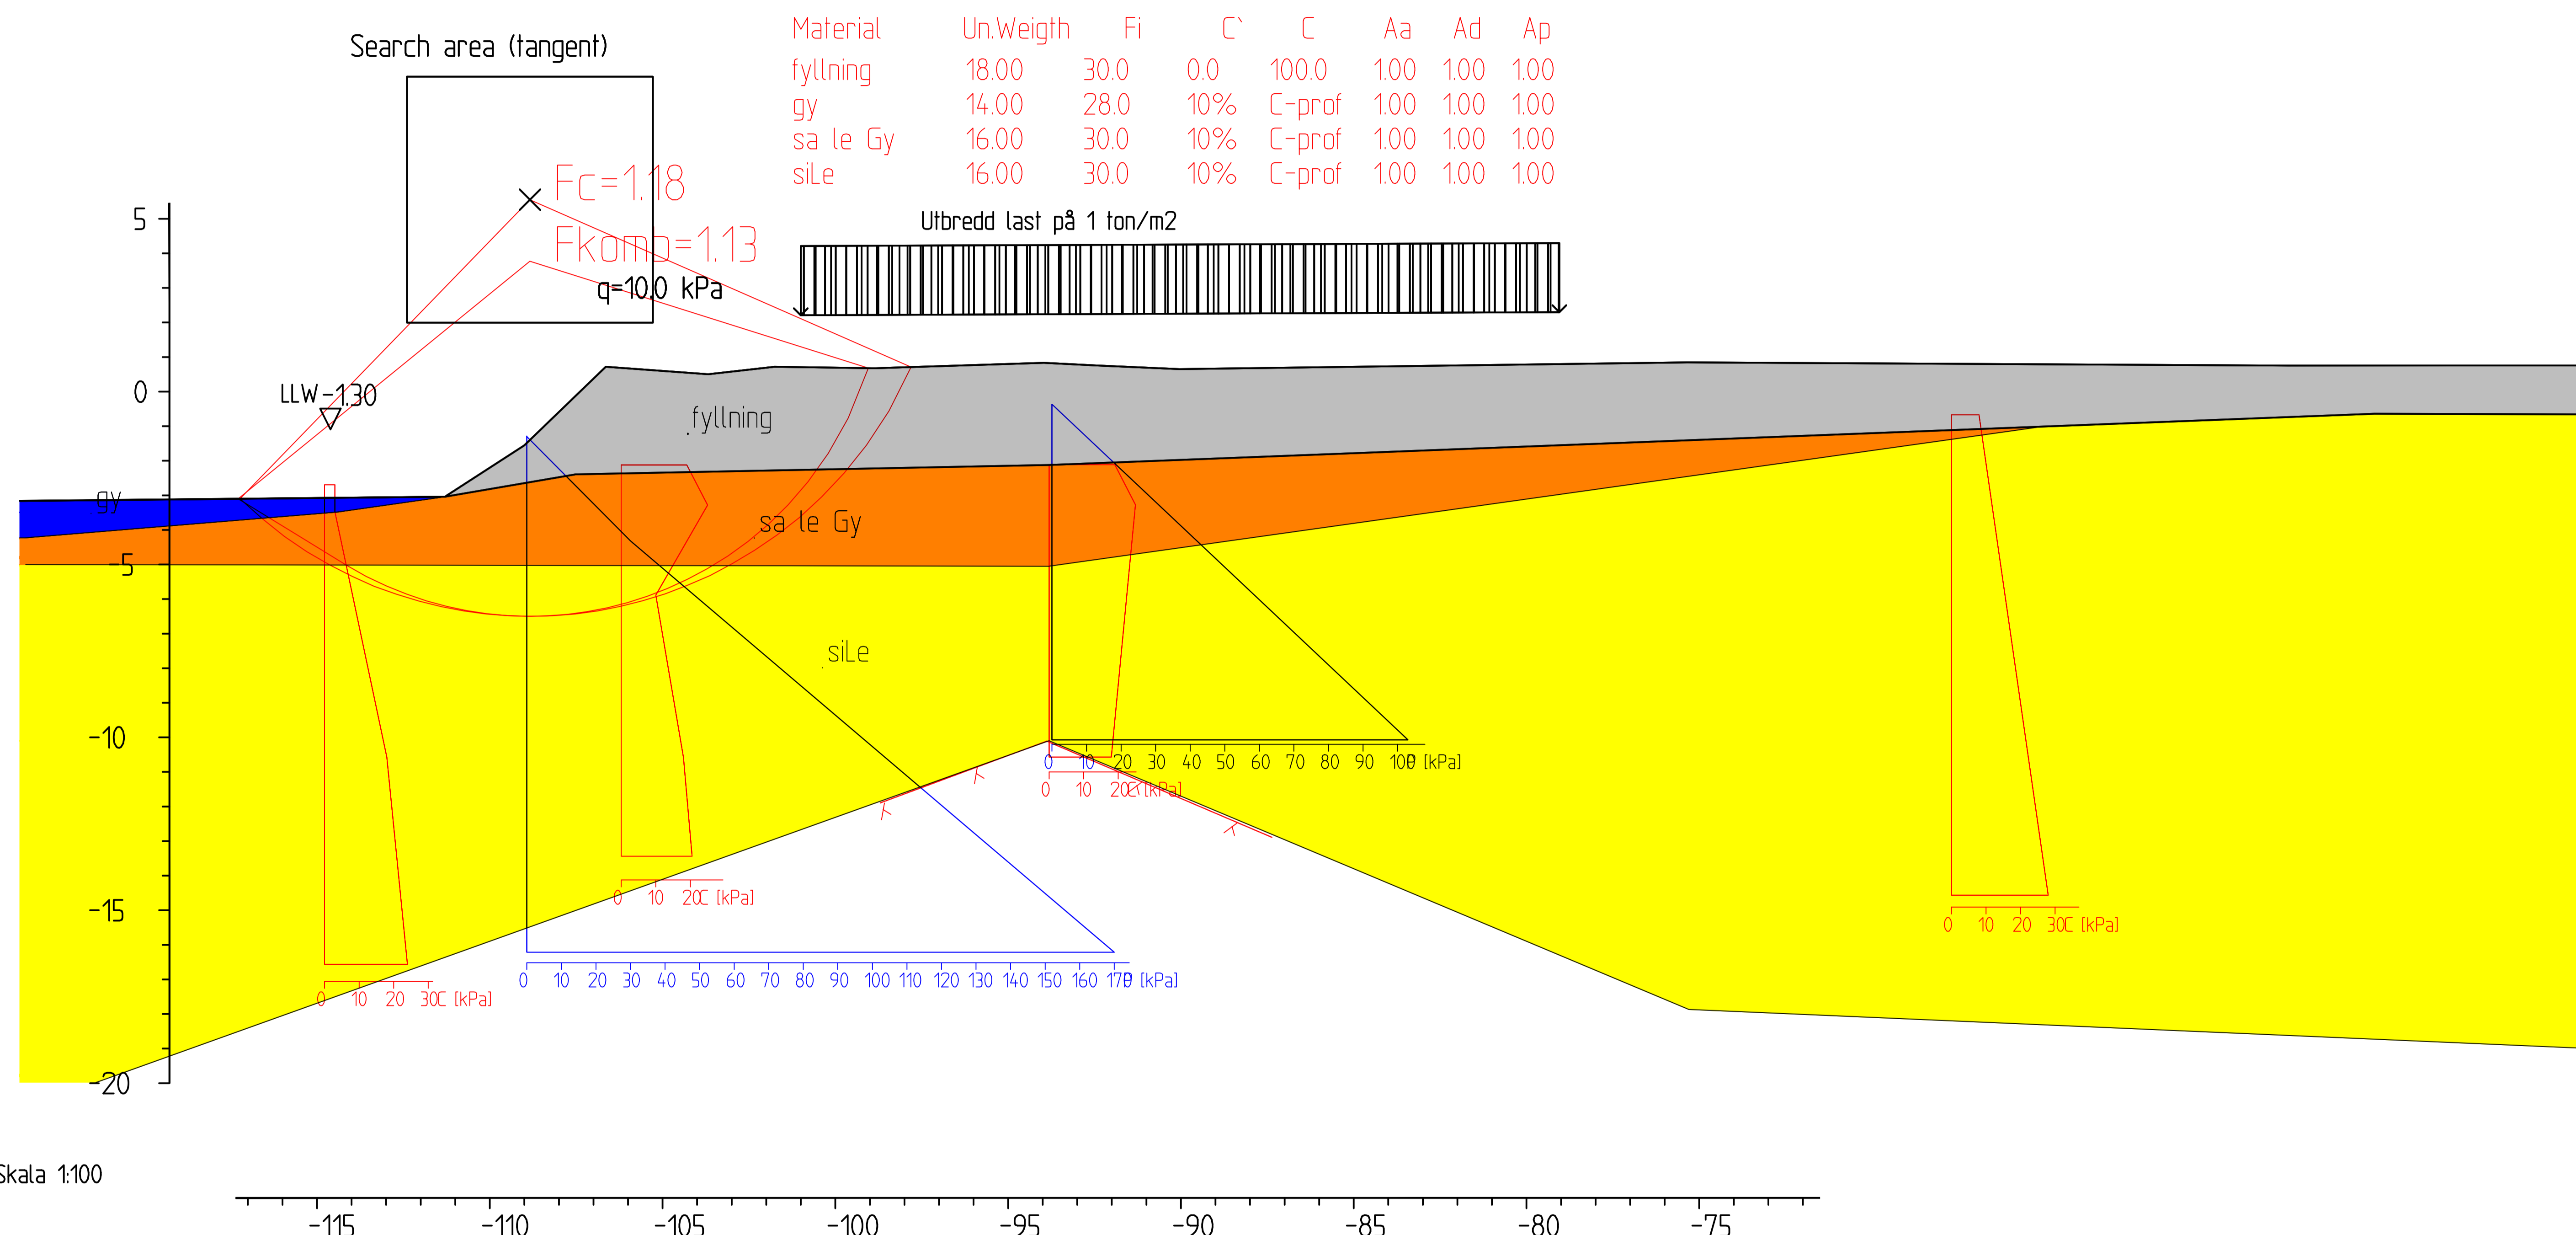 Search area (tangent)
Material Un.Weigth Fi C` C Aa Ad Ap
fyllning 18.00 30.0 0.0 100.0 1.00 1.00 1.00
gy 14.00 28.0 10% C-prof 1.00 1.00 1.00
sa le Gy 16.00 30.0 10% C-prof 1.00 1.00 1.00
siLe 16.00 30.0 10% C-prof 1.00 1.00 1.00
Fc=1.18
Fkomb=1.13
q=10.0 kPa
Utbredd last på 1 ton/m2
5
0
-5
-10
-15
-20
LLW-1.30
fyllning
gy
sa le Gy
siLe
0 10 20 30 40 50 60 70 80 90 100 P [kPa]
0 10 20 C [kPa]
0 10 20 C [kPa]
0 10 20 30 C [kPa]
0 10 20 30 40 50 60 70 80 90 100 110 120 130 140 150 160 170 P [kPa]
0 10 20 30 C [kPa]
Skala 1:100
-115 -110 -105 -100 -95 -90 -85 -80 -75